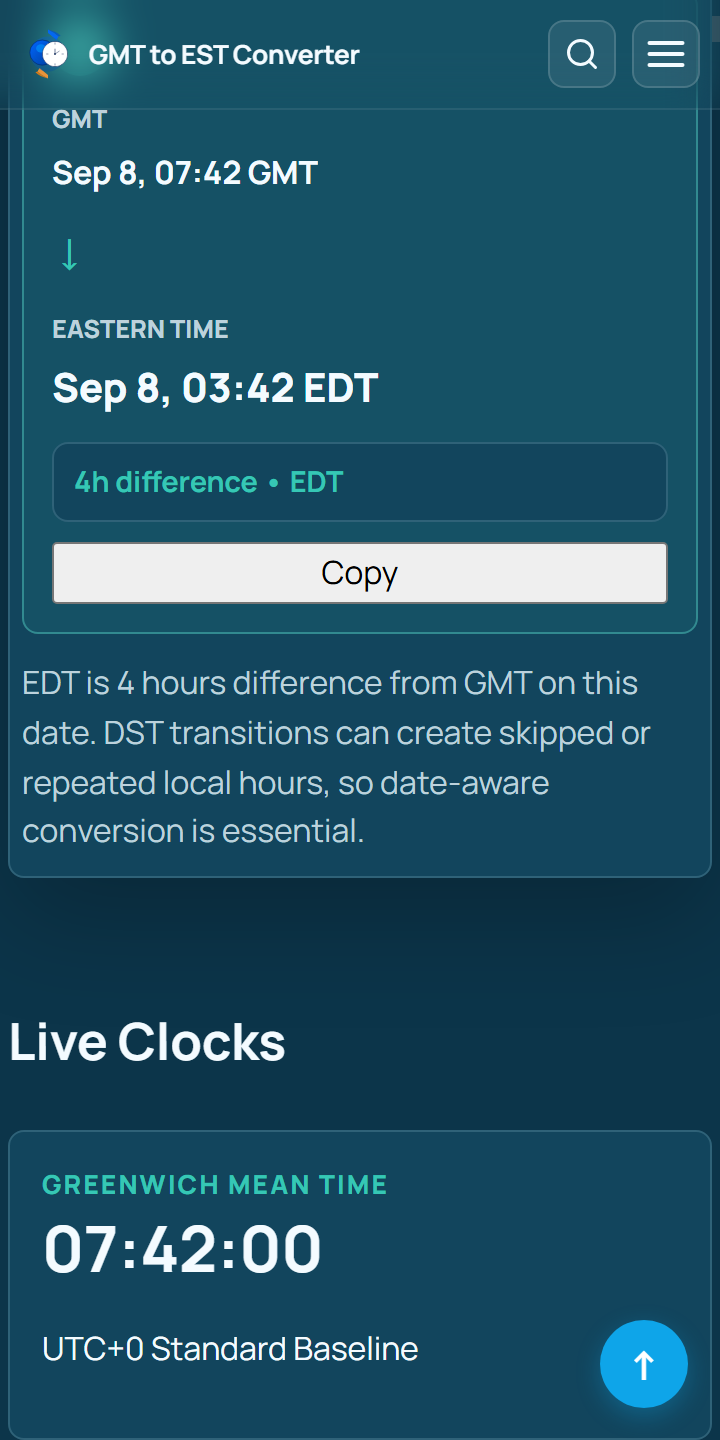 GMT to EST Converter
GMT
Sep 8, 07:42 GMT
↓
EASTERN TIME
Sep 8, 03:42 EDT
4h difference • EDT
Copy
EDT is 4 hours difference from GMT on this
date. DST transitions can create skipped or
repeated local hours, so date-aware
conversion is essential.
Live Clocks
GREENWICH MEAN TIME
07:42:00
UTC+0 Standard Baseline
↑